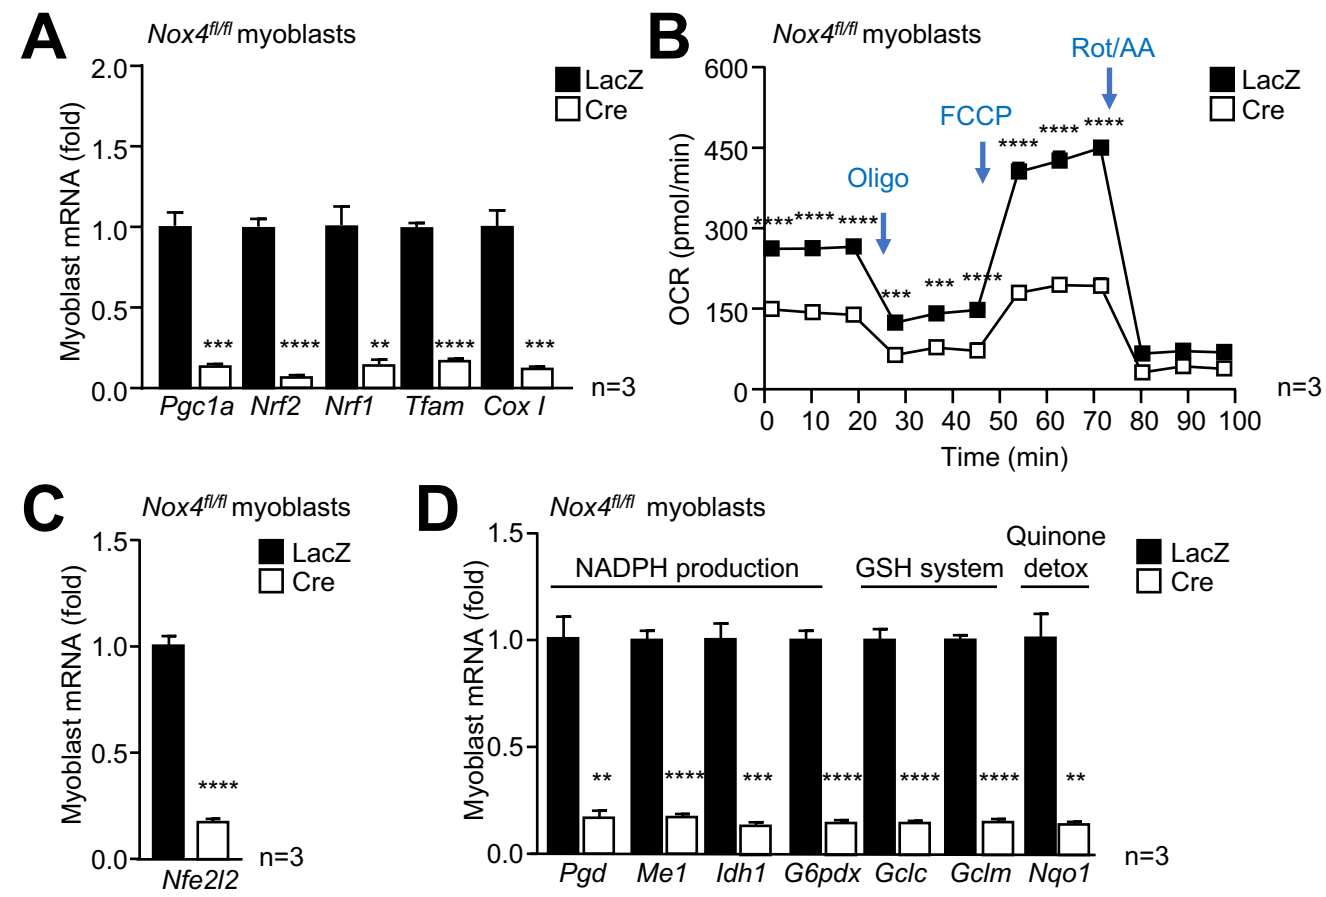 A
Nox4fl/fl myoblasts
Myoblast mRNA (fold)
2.0
1.5
1.0
0.5
0.0
LacZ
Cre
***
****
**
****
***
Pgc1a Nrf2 Nrf1 Tfam Cox I
n=3
B
Nox4fl/fl myoblasts
Rot/AA
FCCP
Oligo
LacZ
Cre
OCR (pmol/min)
600
450
300
150
0
**** **** ****
*** *** ****
**** **** ****
0 10 20 30 40 50 60 70 80 90 100
Time (min)
n=3
C
Nox4fl/fl myoblasts
Myoblast mRNA (fold)
1.5
1.0
0.5
0.0
LacZ
Cre
****
Nfe2l2
n=3
D
Nox4fl/fl myoblasts
Myoblast mRNA (fold)
1.5
1.0
0.5
0.0
NADPH production
GSH system
Quinone
detox
LacZ
Cre
** **** *** **** **** **** **
Pgd Me1 Idh1 G6pdx Gclc Gclm Nqo1
n=3